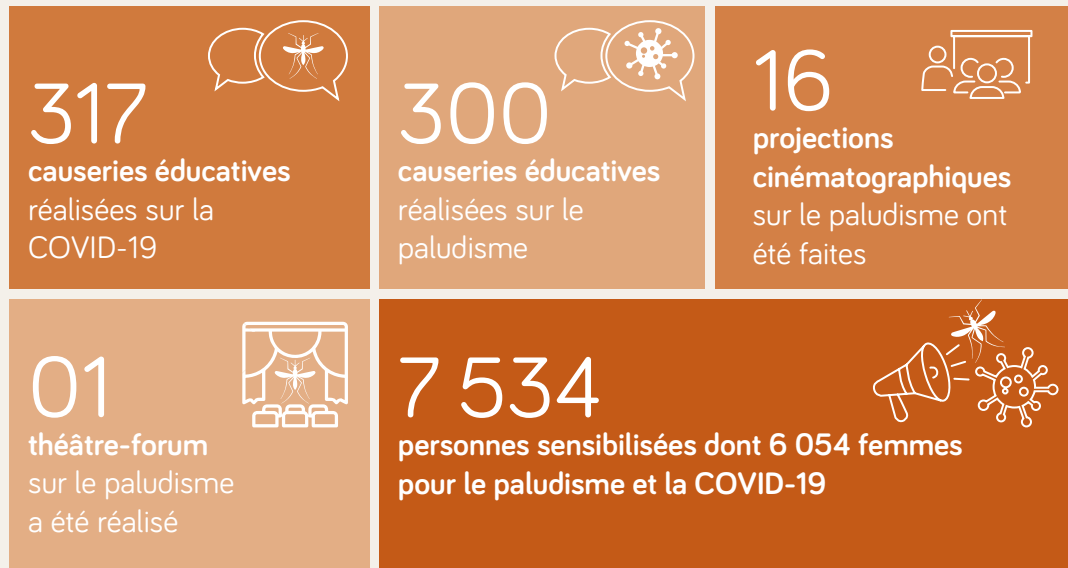 317
causeries éducatives
réalisées sur la
COVID-19
300
causeries éducatives
réalisées sur le
paludisme
16
projections
cinématographiques
sur le paludisme ont
été faites
01
théâtre-forum
sur le paludisme
a été réalisé
7 534
personnes sensibilisées dont 6 054 femmes
pour le paludisme et la COVID-19